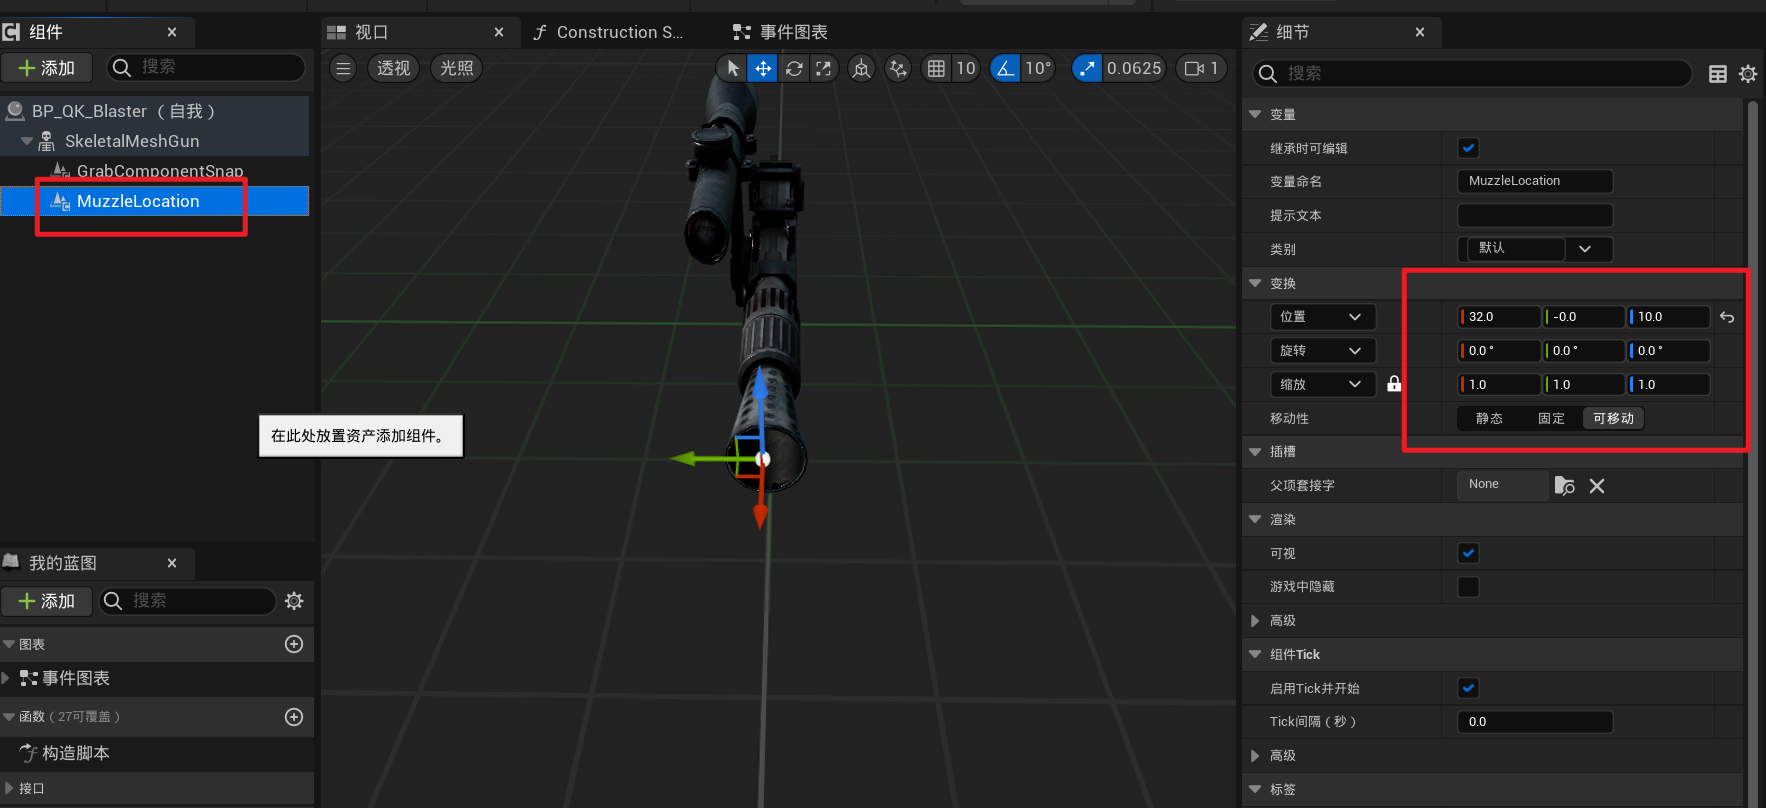 组件
添加
搜索
BP_QK_Blaster （自我）
SkeletalMeshGun
GrabComponentSnap
MuzzleLocation
在此处放置资产添加组件。
我的蓝图
添加
搜索
图表
事件图表
函数（27可覆盖）
构造脚本
接口
视口
Construction S...
事件图表
透视
光照
10
10°
0.0625
1
细节
搜索
变量
继承时可编辑
变量命名
MuzzleLocation
提示文本
类别
默认
变换
位置
32.0
-0.0
10.0
旋转
0.0 °
0.0 °
0.0 °
缩放
1.0
1.0
1.0
移动性
静态
固定
可移动
插槽
父项套接字
None
渲染
可视
游戏中隐藏
高级
组件Tick
启用Tick并开始
Tick间隔（秒）
0.0
高级
标签